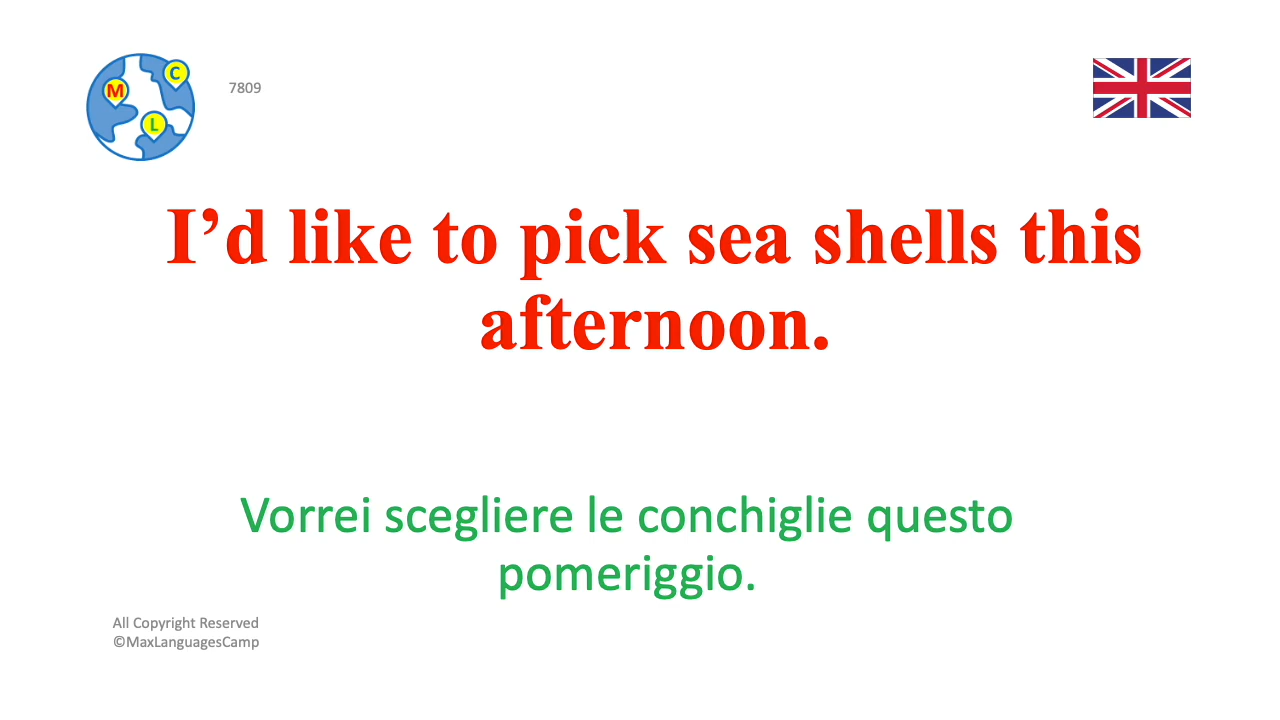 M
C
L
7809
I’d like to pick sea shells this
afternoon.
Vorrei scegliere le conchiglie questo
pomeriggio.
All Copyright Reserved
©MaxLanguagesCamp